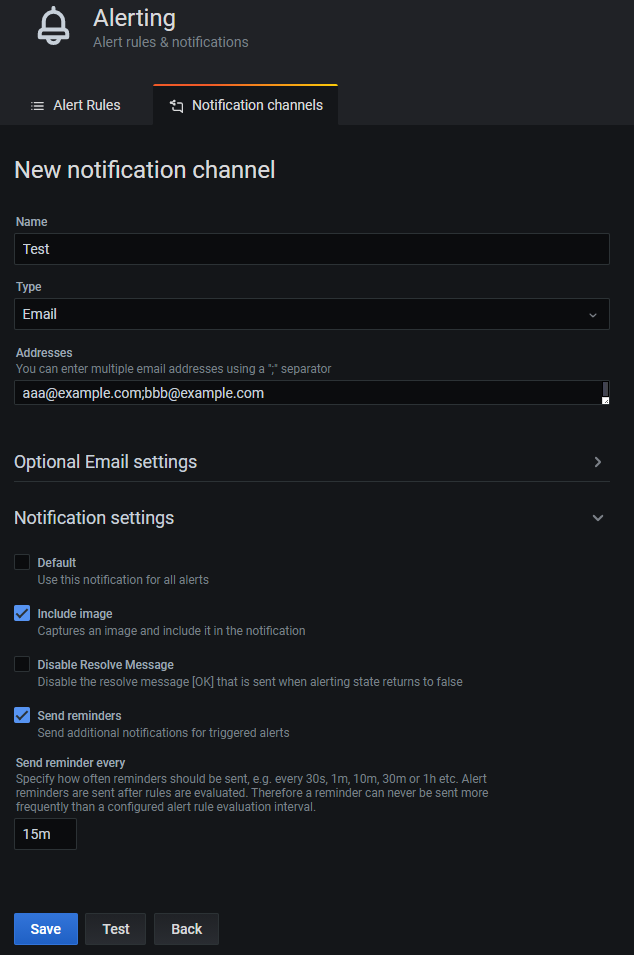 Alerting
Alert rules & notifications
Alert Rules
Notification channels
New notification channel
Name
Test
Type
Email
Addresses
You can enter multiple email addresses using a ";" separator
aaa@example.com;bbb@example.com
Optional Email settings
Notification settings
Default
Use this notification for all alerts
Include image
Captures an image and include it in the notification
Disable Resolve Message
Disable the resolve message [OK] that is sent when alerting state returns to false
Send reminders
Send additional notifications for triggered alerts
Send reminder every
Specify how often reminders should be sent, e.g. every 30s, 1m, 10m, 30m or 1h etc. Alert
reminders are sent after rules are evaluated. Therefore a reminder can never be sent more
frequently than a configured alert rule evaluation interval.
15m
Save
Test
Back